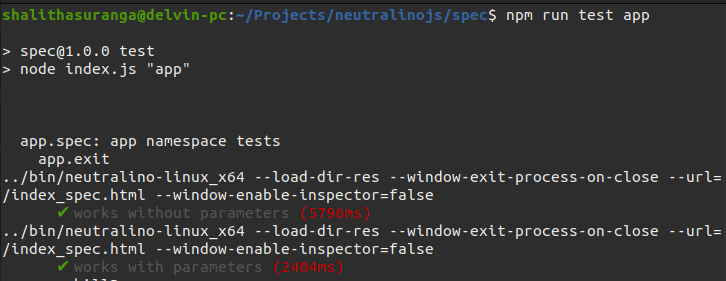 shalithasuranga@delvin-pc:~/Projects/neutralinojs/spec$ npm run test app
> spec@1.0.0 test
> node index.js "app"
app.spec: app namespace tests
app.exit
../bin/neutralino-linux_x64 --load-dir-res --window-exit-process-on-close --url=
/index_spec.html --window-enable-inspector=false
✔ works without parameters (5796ms)
../bin/neutralino-linux_x64 --load-dir-res --window-exit-process-on-close --url=
/index_spec.html --window-enable-inspector=false
✔ works with parameters (2404ms)